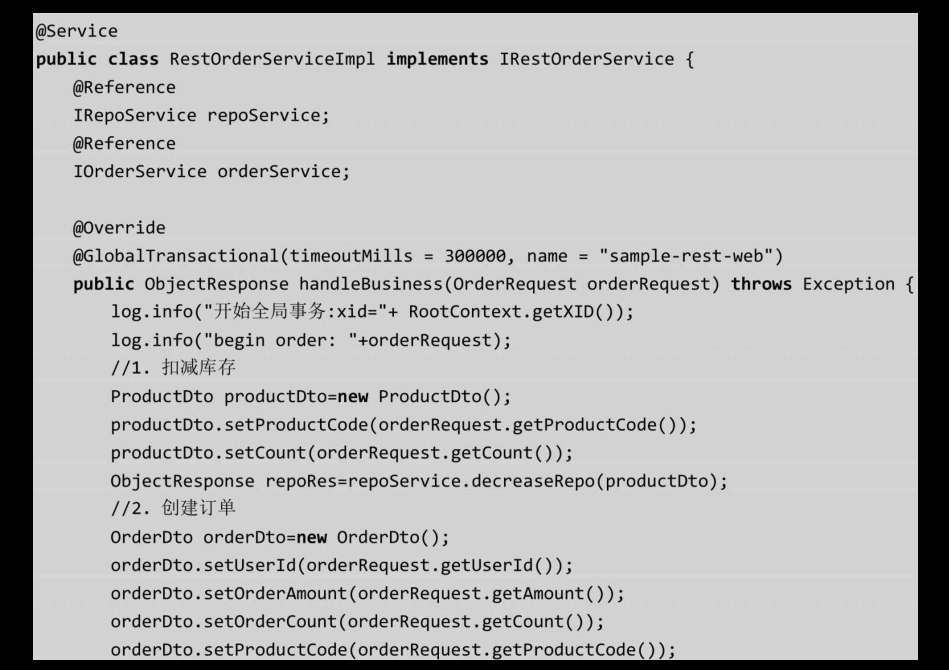 @Service
public class RestOrderServiceImpl implements IRestOrderService {
@Reference
IRepoService repoService;
@Reference
IOrderService orderService;
@Override
@GlobalTransactional(timeoutMills = 300000, name = "sample-rest-web")
public ObjectResponse handleBusiness(OrderRequest orderRequest) throws Exception {
log.info("开始全局事务:xid="+ RootContext.getXID());
log.info("begin order: "+orderRequest);
//1. 扣减库存
ProductDto productDto=new ProductDto();
productDto.setProductCode(orderRequest.getProductCode());
productDto.setCount(orderRequest.getCount());
ObjectResponse repoRes=repoService.decreaseRepo(productDto);
//2. 创建订单
OrderDto orderDto=new OrderDto();
orderDto.setUserId(orderRequest.getUserId());
orderDto.setOrderAmount(orderRequest.getAmount());
orderDto.setOrderCount(orderRequest.getCount());
orderDto.setProductCode(orderRequest.getProductCode());